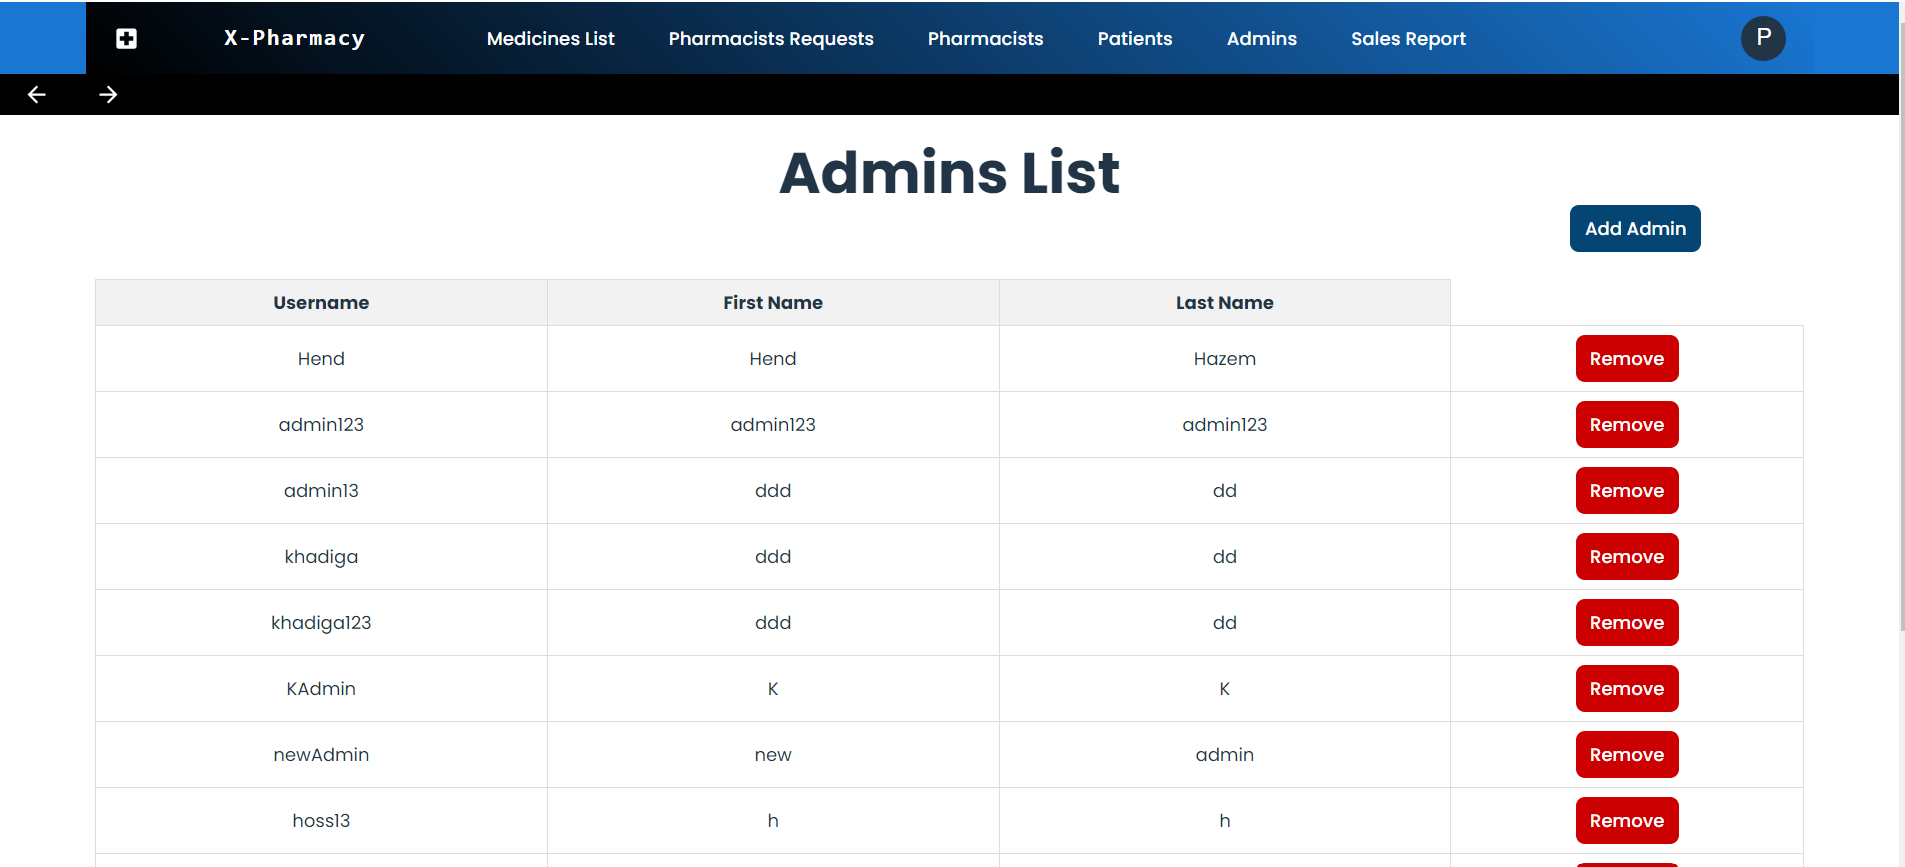 X-Pharmacy Medicines List Pharmacists Requests Pharmacists Patients Admins Sales Report P
Admins List
Add Admin
Username First Name Last Name
Hend Hend Hazem Remove
admin123 admin123 admin123 Remove
admin13 ddd dd Remove
khadiga ddd dd Remove
khadiga123 ddd dd Remove
KAdmin K K Remove
newAdmin new admin Remove
hoss13 h h Remove